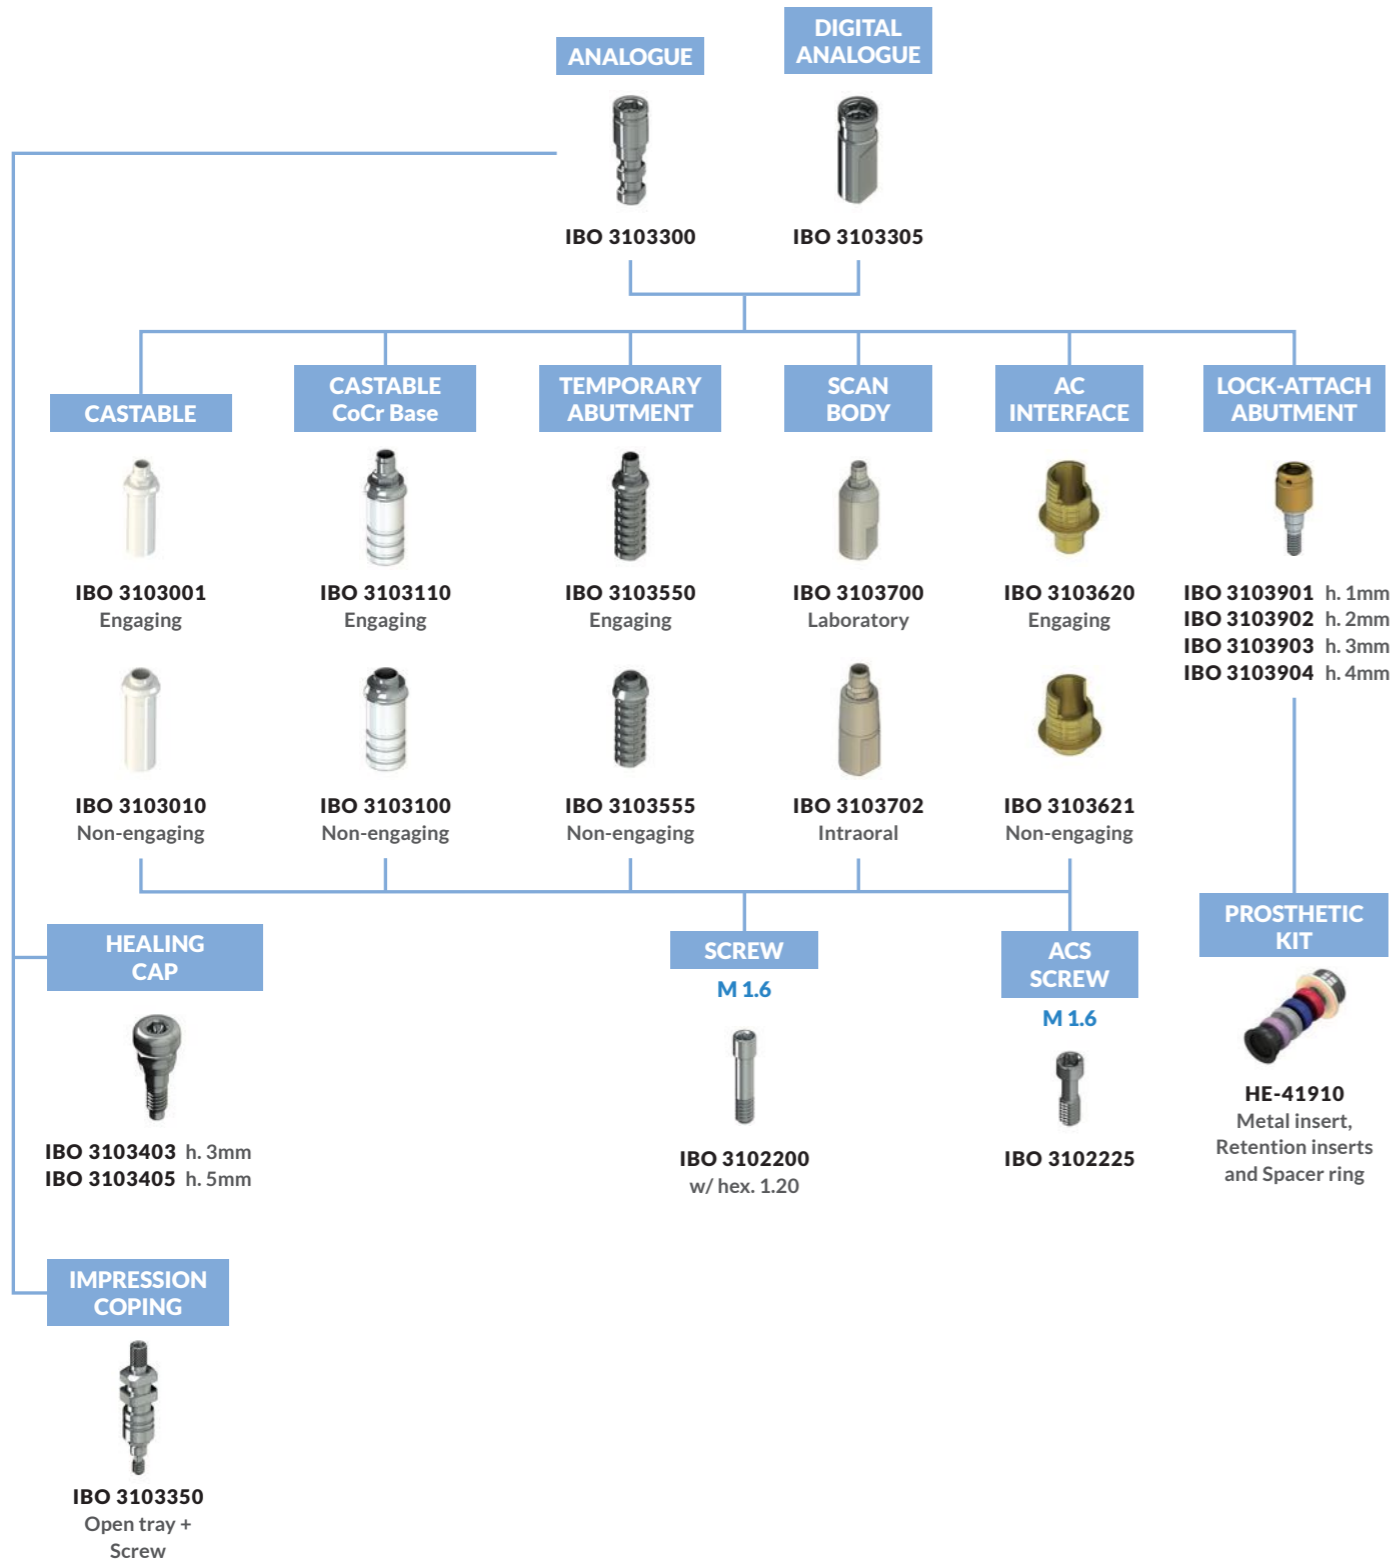 ANALOGUE
DIGITAL
ANALOGUE
IBO 3103300
IBO 3103305
CASTABLE
CASTABLE
CoCr Base
TEMPORARY
ABUTMENT
SCAN
BODY
AC
INTERFACE
LOCK-ATTACH
ABUTMENT
IBO 3103001
Engaging
IBO 3103110
Engaging
IBO 3103550
Engaging
IBO 3103700
Laboratory
IBO 3103620
Engaging
IBO 3103901 h. 1mm
IBO 3103902 h. 2mm
IBO 3103903 h. 3mm
IBO 3103904 h. 4mm
IBO 3103010
Non-engaging
IBO 3103100
Non-engaging
IBO 3103555
Non-engaging
IBO 3103702
Intraoral
IBO 3103621
Non-engaging
HEALING
CAP
IBO 3103403 h. 3mm
IBO 3103405 h. 5mm
SCREW
M 1.6
IBO 3102200
w/ hex. 1.20
ACS
SCREW
M 1.6
IBO 3102225
PROSTHETIC
KIT
HE-41910
Metal insert,
Retention inserts
and Spacer ring
IMPRESSION
COPING
IBO 3103350
Open tray +
Screw